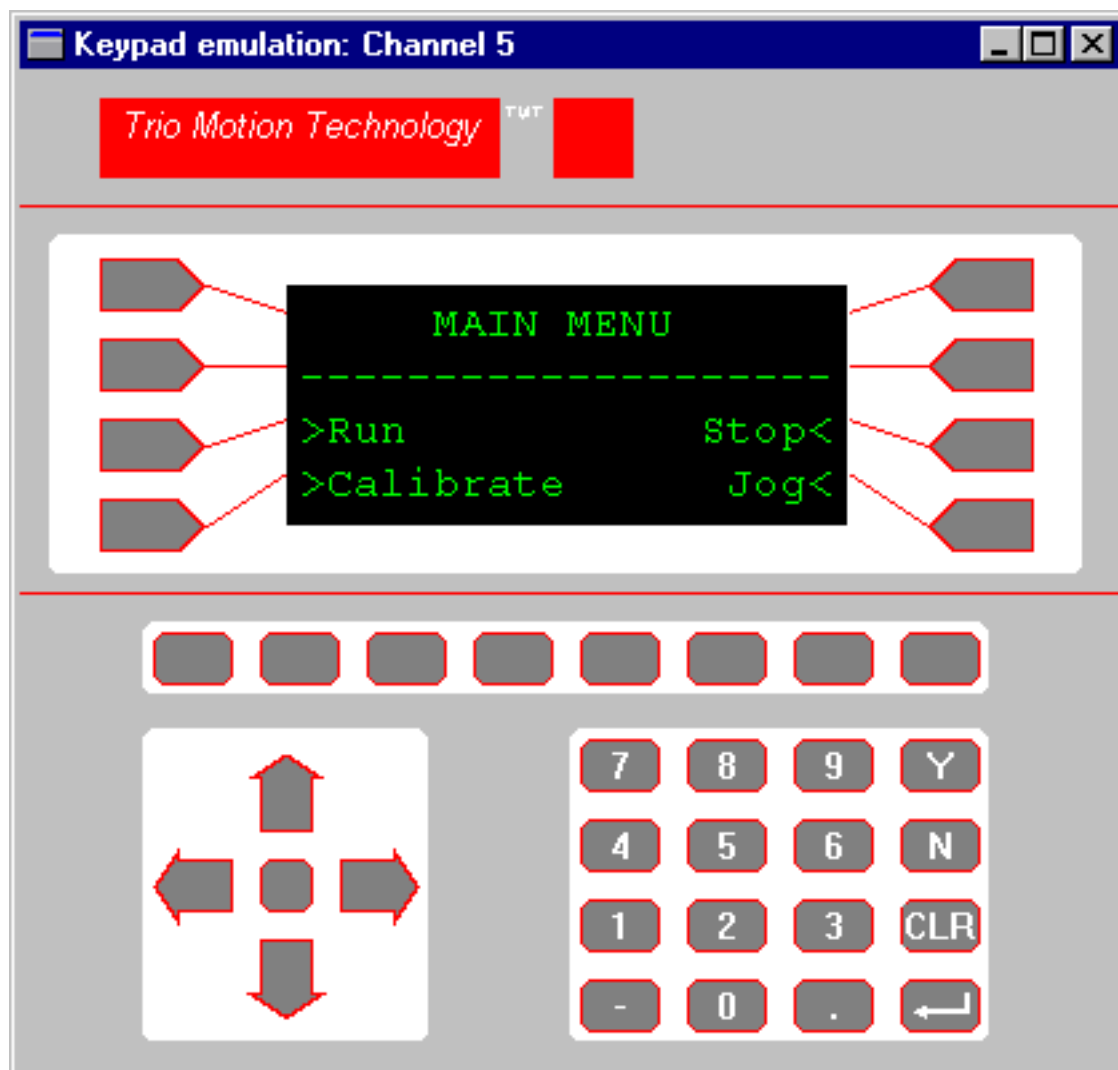 Keypad emulation: Channel 5
Trio Motion Technology
MAIN MENU
--------------------
>Run Stop<
>Calibrate Jog<
7 8 9 Y
4 5 6 N
1 2 3 CLR
- 0 .